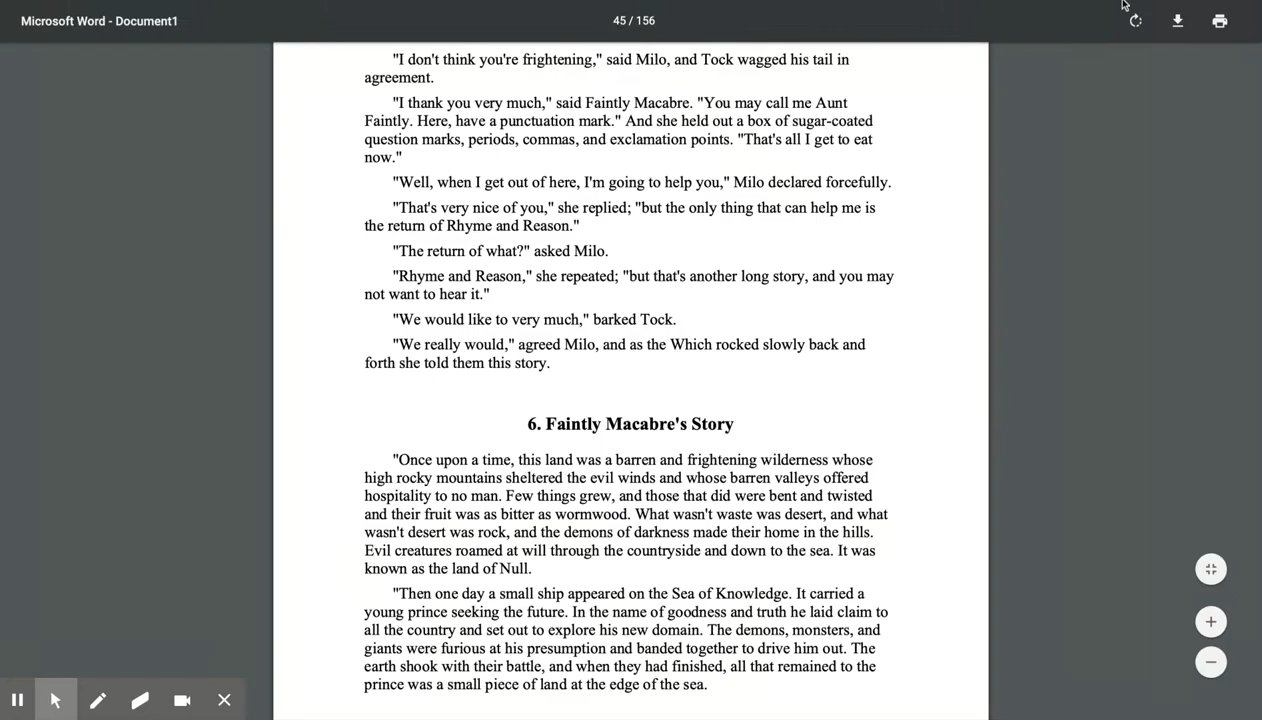 Microsoft Word - Document1
45 / 156
"I don't think you're frightening," said Milo, and Tock wagged his tail in
agreement.
"I thank you very much," said Faintly Macabre. "You may call me Aunt
Faintly. Here, have a punctuation mark." And she held out a box of sugar-coated
question marks, periods, commas, and exclamation points. "That's all I get to eat
now."
"Well, when I get out of here, I'm going to help you," Milo declared forcefully.
"That's very nice of you," she replied; "but the only thing that can help me is
the return of Rhyme and Reason."
"The return of what?" asked Milo.
"Rhyme and Reason," she repeated; "but that's another long story, and you may
not want to hear it."
"We would like to very much," barked Tock.
"We really would," agreed Milo, and as the Which rocked slowly back and
forth she told them this story.
6. Faintly Macabre's Story
"Once upon a time, this land was a barren and frightening wilderness whose
high rocky mountains sheltered the evil winds and whose barren valleys offered
hospitality to no man. Few things grew, and those that did were bent and twisted
and their fruit was as bitter as wormwood. What wasn't waste was desert, and what
wasn't desert was rock, and the demons of darkness made their home in the hills.
Evil creatures roamed at will through the countryside and down to the sea. It was
known as the land of Null.
"Then one day a small ship appeared on the Sea of Knowledge. It carried a
young prince seeking the future. In the name of goodness and truth he laid claim to
all the country and set out to explore his new domain. The demons, monsters, and
giants were furious at his presumption and banded together to drive him out. The
earth shook with their battle, and when they had finished, all that remained to the
prince was a small piece of land at the edge of the sea.